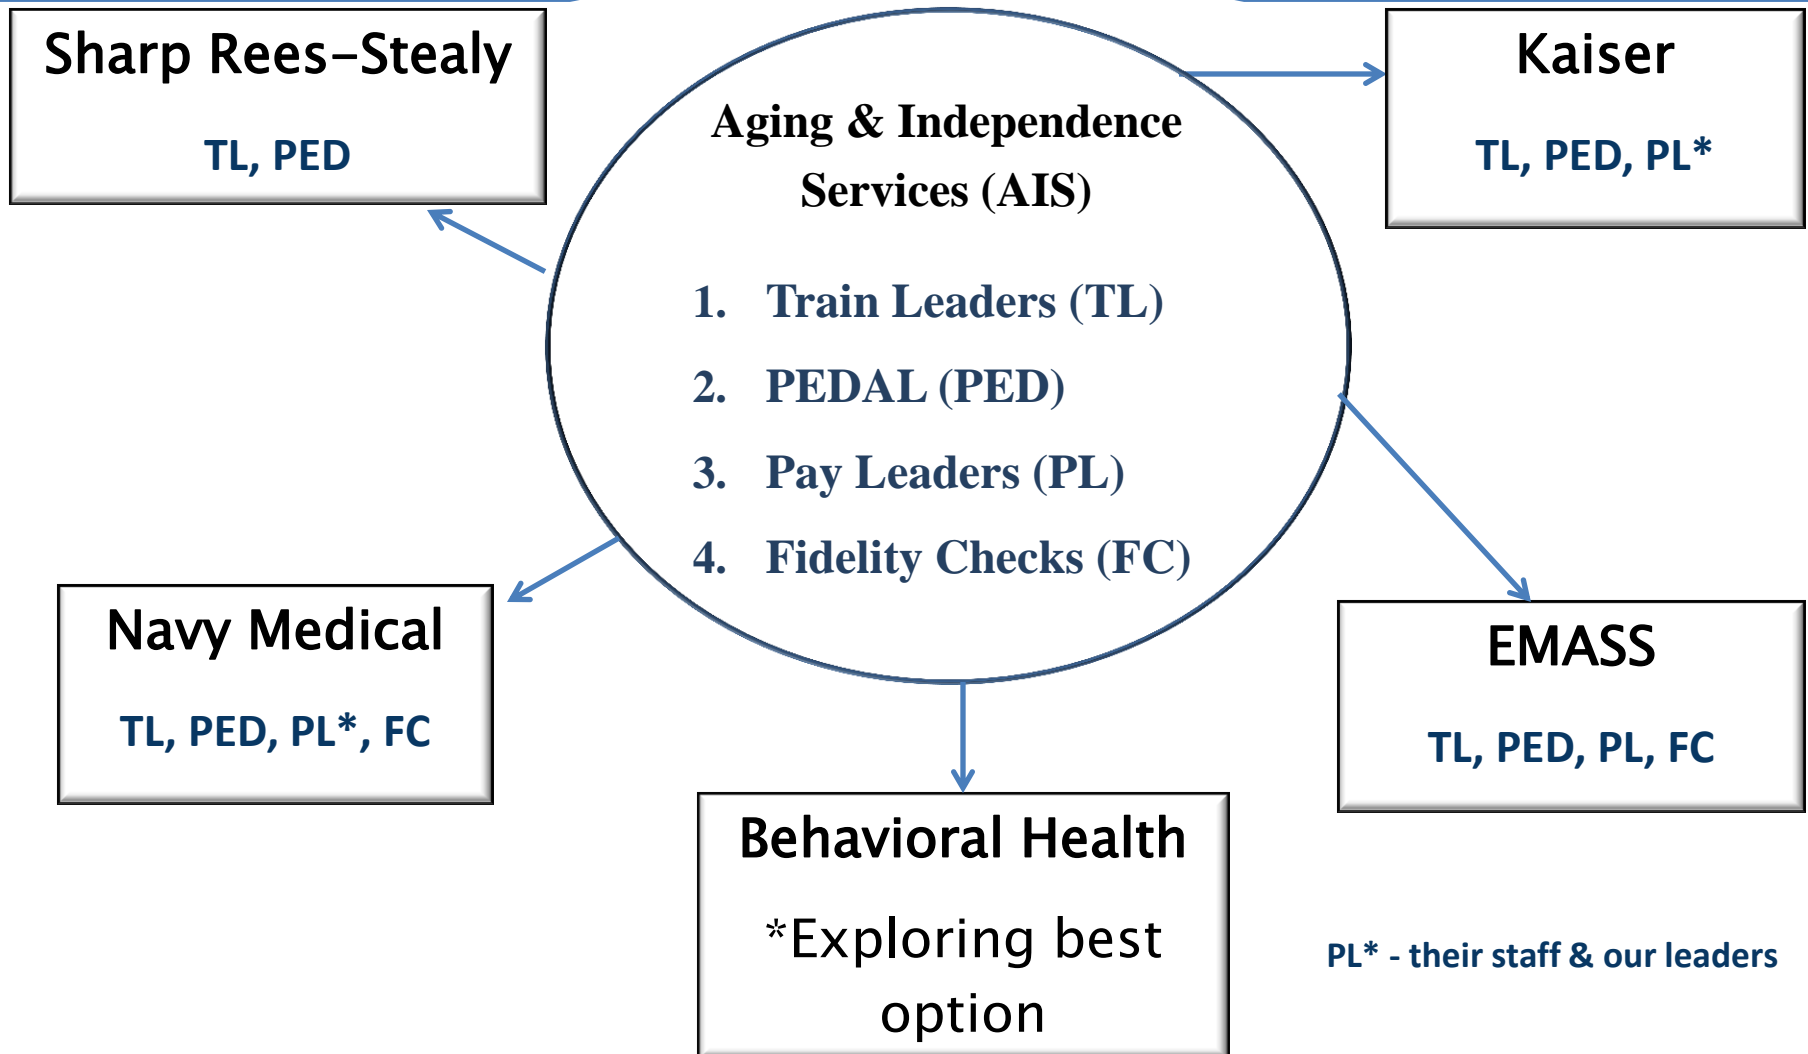 Sharp Rees-Stealy
TL, PED
Aging & Independence
Services (AIS)
1. Train Leaders (TL)
2. PEDAL (PED)
3. Pay Leaders (PL)
4. Fidelity Checks (FC)
Kaiser
TL, PED, PL*
Navy Medical
TL, PED, PL*, FC
EMASS
TL, PED, PL, FC
Behavioral Health
*Exploring best
option
PL* - their staff & our leaders